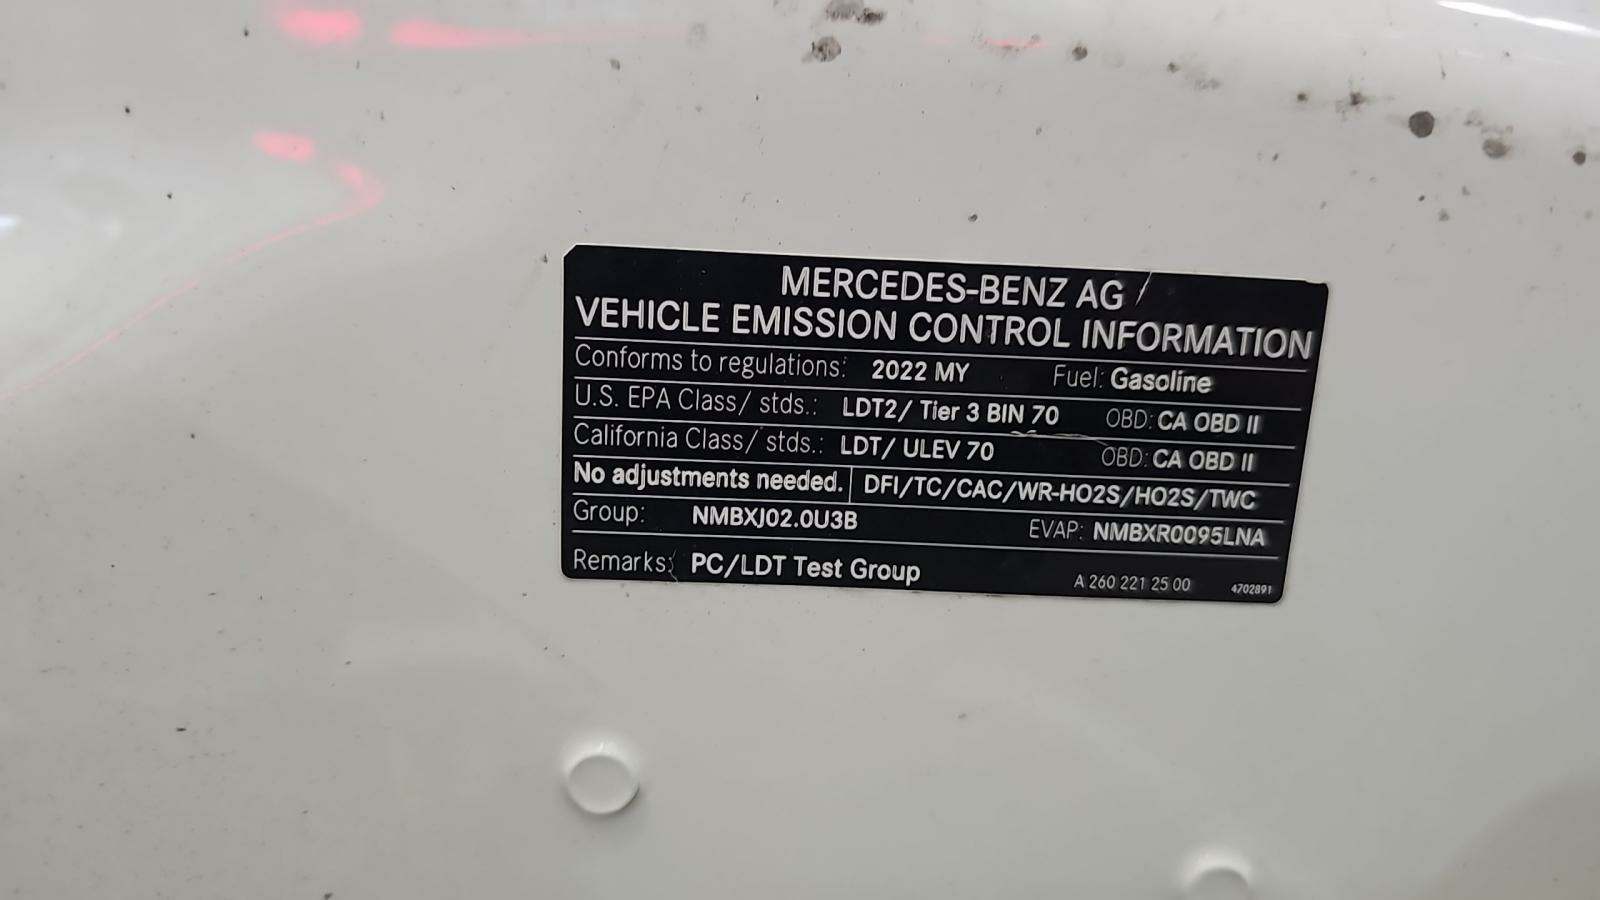 MERCEDES-BENZ AG
VEHICLE EMISSION CONTROL INFORMATION
Conforms to regulations: 2022 MY Fuel: Gasoline
U.S. EPA Class/ stds.: LDT2/ Tier 3 BIN 70 OBD: CA OBD II
California Class/ stds.: LDT/ ULEV 70 OBD: CA OBD II
No adjustments needed. DFI/TC/CAC/WR-HO2S/HO2S/TWC
Group: NMBXJ02.0U3B EVAP: NMBXR0095LNA
Remarks: PC/LDT Test Group A 260 221 25 00 4702891